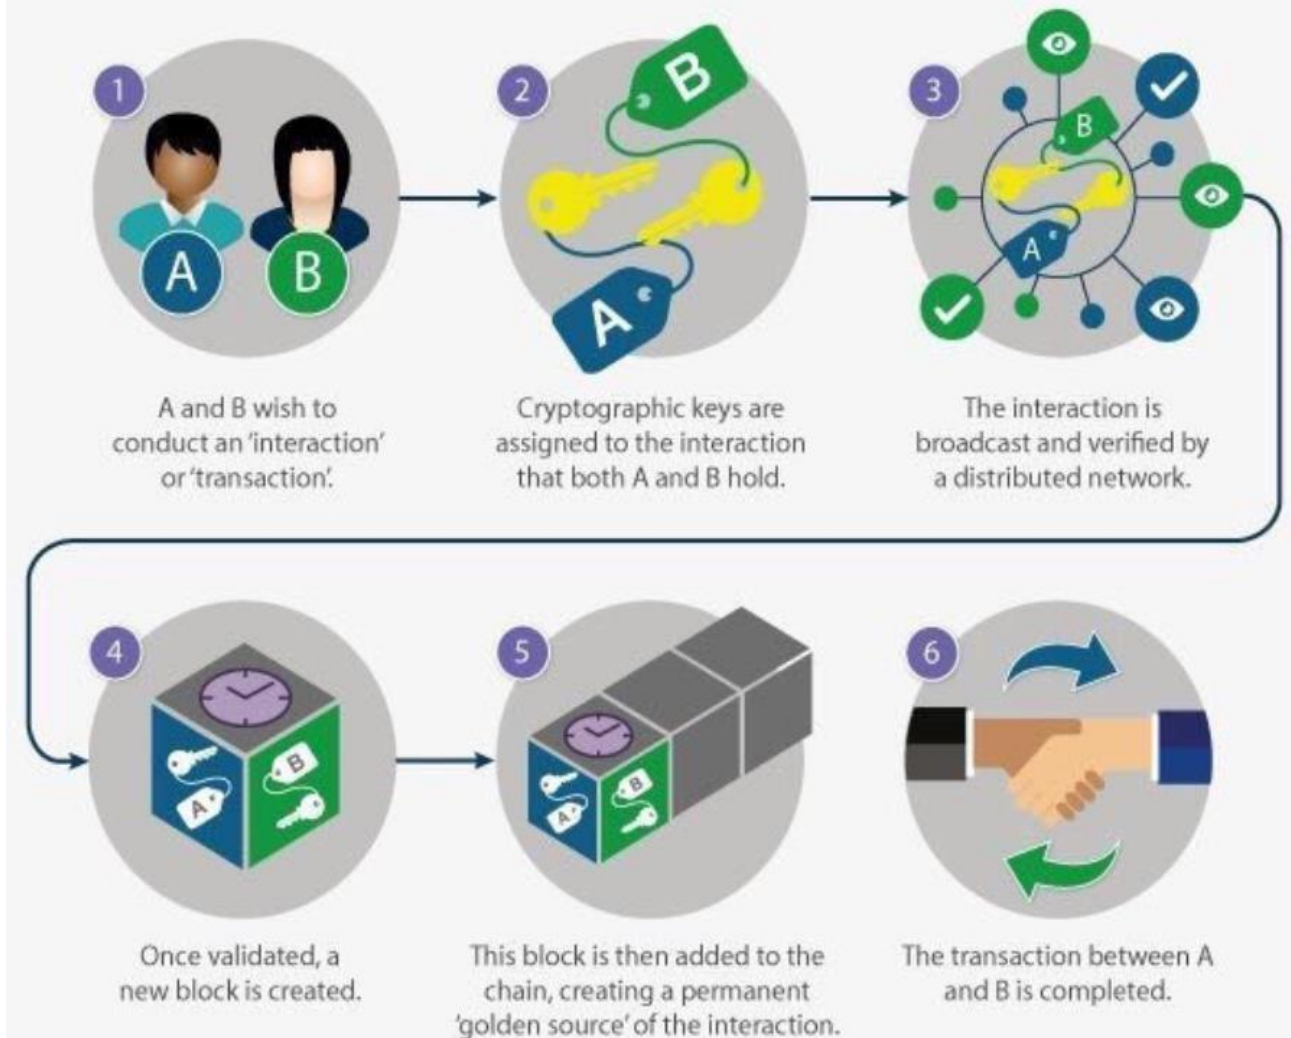 1
A
B
A and B wish to
conduct an 'interaction'
or 'transaction'.
2
B
A
Cryptographic keys are
assigned to the interaction
that both A and B hold.
3
B
A
The interaction is
broadcast and verified by
a distributed network.
4
A
B
Once validated, a
new block is created.
5
A
B
This block is then added to the
chain, creating a permanent
'golden source' of the interaction.
6
The transaction between A
and B is completed.